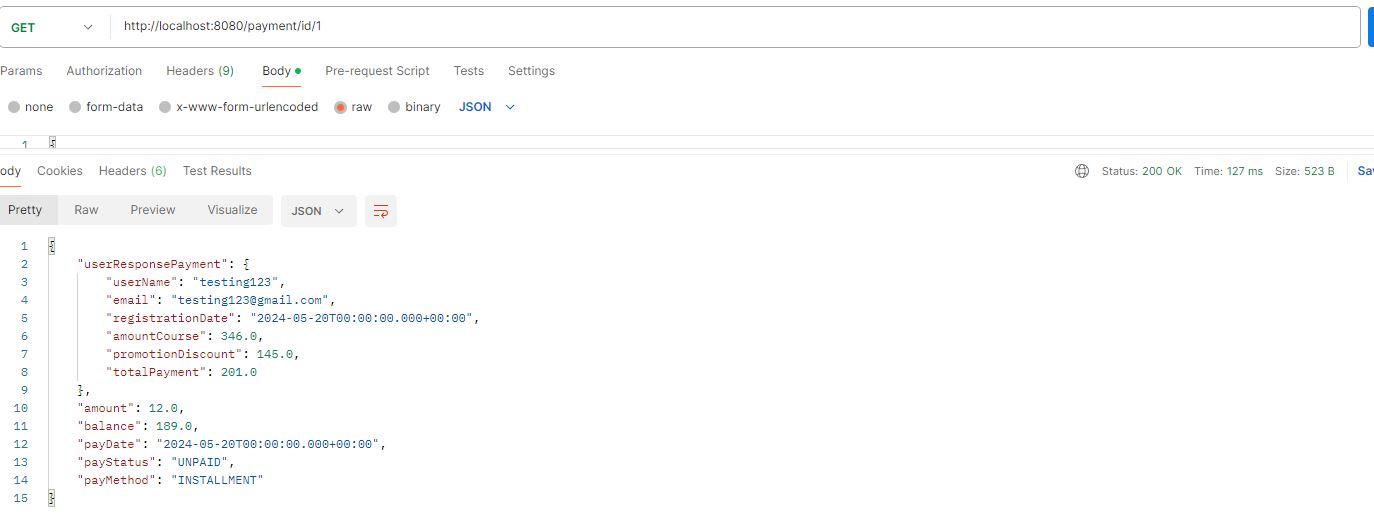 GET http://localhost:8080/payment/id/1
Params Authorization Headers (9) Body Pre-request Script Tests Settings
none form-data x-www-form-urlencoded raw binary JSON
1 {
ody Cookies Headers (6) Test Results Status: 200 OK Time: 127 ms Size: 523 B Sav
Pretty Raw Preview Visualize JSON
1 {
2 "userResponsePayment": {
3 "userName": "testing123",
4 "email": "testing123@gmail.com",
5 "registrationDate": "2024-05-20T00:00:00.000+00:00",
6 "amountCourse": 346.0,
7 "promotionDiscount": 145.0,
8 "totalPayment": 201.0
9 },
10 "amount": 12.0,
11 "balance": 189.0,
12 "payDate": "2024-05-20T00:00:00.000+00:00",
13 "payStatus": "UNPAID",
14 "payMethod": "INSTALLMENT"
15 }